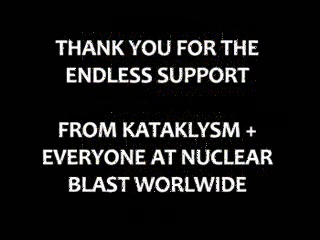 THANK YOU FOR THE
ENDLESS SUPPORT
FROM KATAKLYSM +
EVERYONE AT NUCLEAR
BLAST WORLWIDE